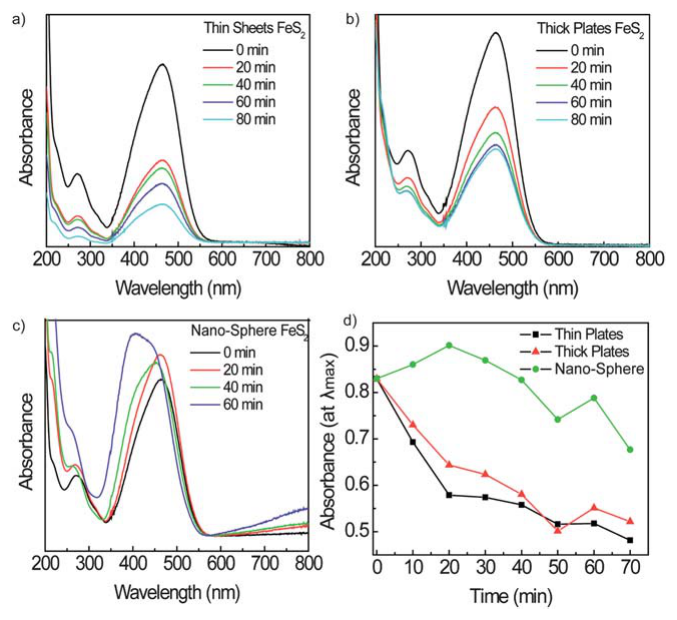 a)
Thin Sheets FeS2
0 min
20 min
40 min
60 min
80 min
Absorbance
200 300 400 500 600 700 800
Wavelength (nm)
b)
Thick Plates FeS2
0 min
20 min
40 min
60 min
80 min
Absorbance
200 300 400 500 600 700 800
Wavelength (nm)
c)
Nano-Sphere FeS2
0 min
20 min
40 min
60 min
Absorbance
200 300 400 500 600 700 800
Wavelength (nm)
d)
Thin Plates
Thick Plates
Nano-Sphere
Absorbance (at λmax)
0.9
0.8
0.7
0.6
0.5
0 10 20 30 40 50 60 70
Time (min)